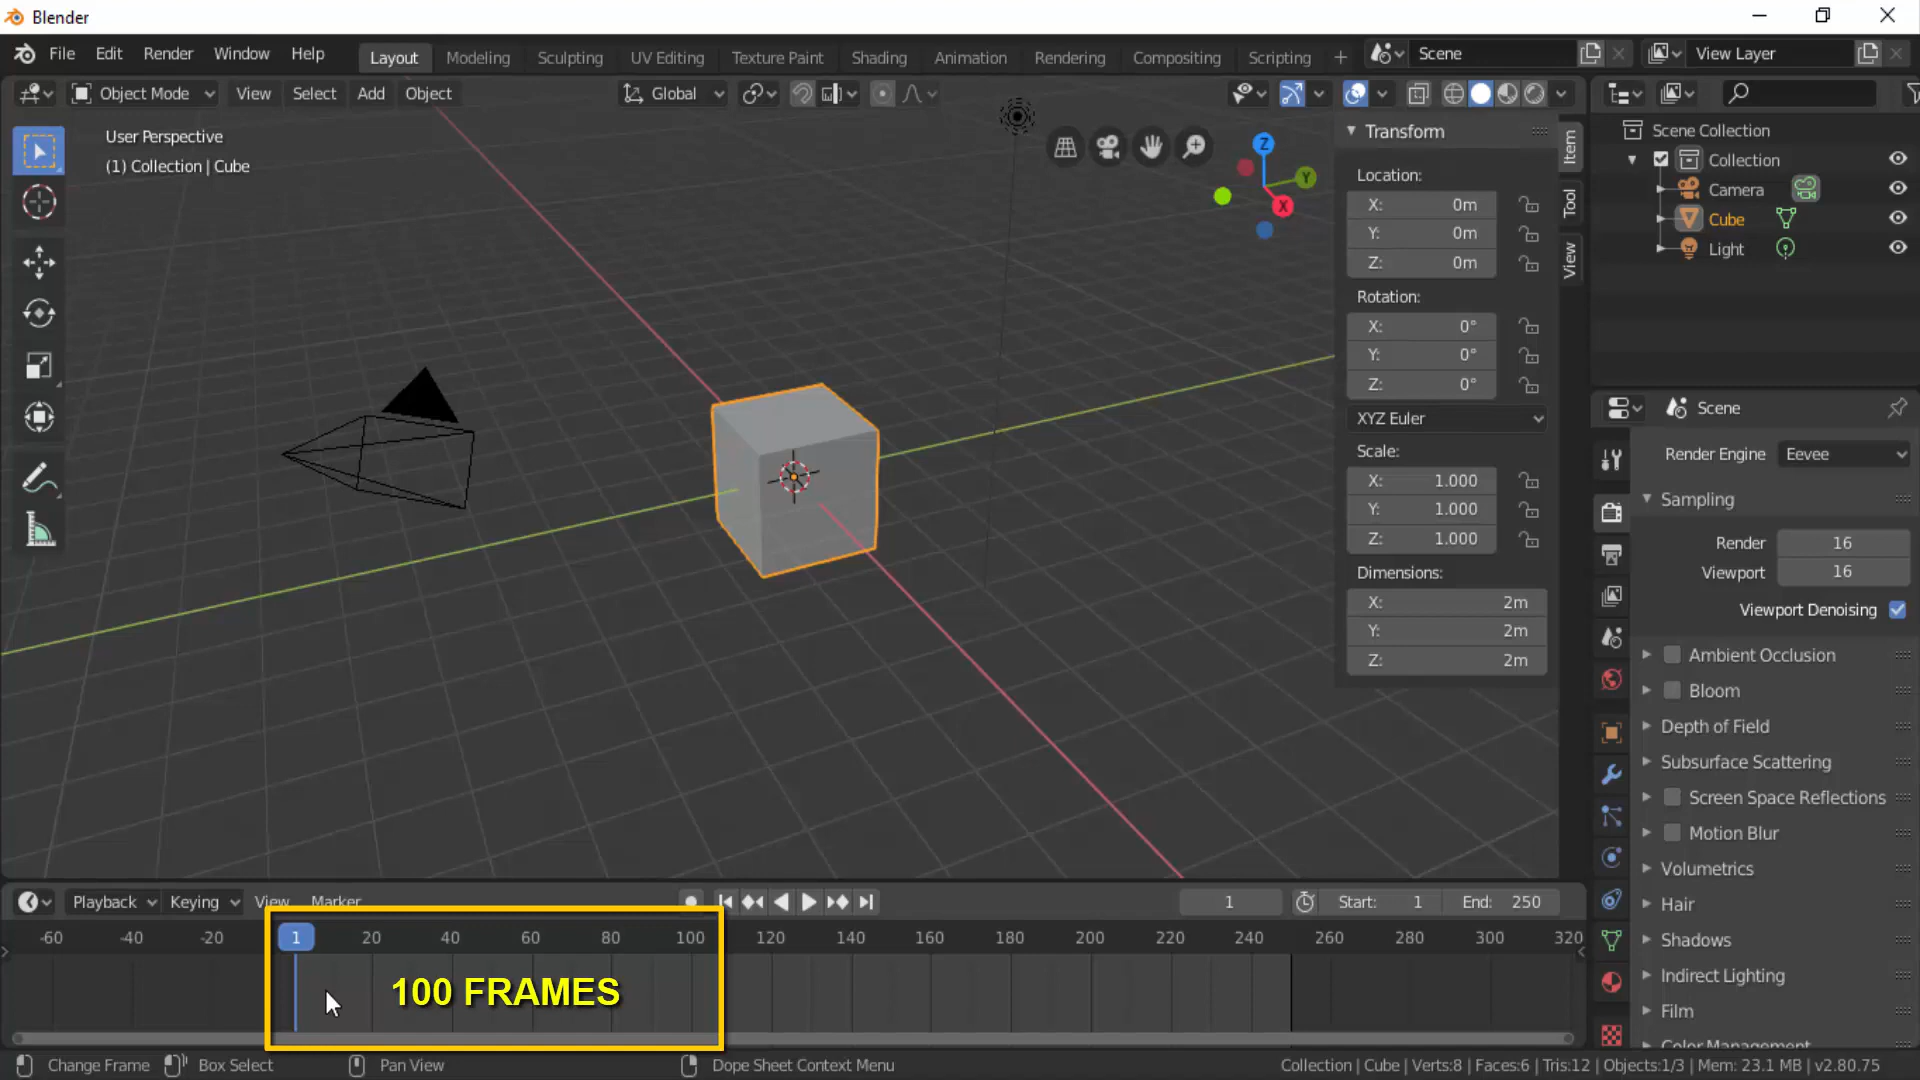 Blender
File Edit Render Window Help Layout Modeling Sculpting UV Editing Texture Paint Shading Animation Rendering Compositing Scripting + Scene View Layer
Object Mode View Select Add Object Global
User Perspective
(1) Collection | Cube
Z
Y
X
Transform
Location:
X: 0m
Y: 0m
Z: 0m
Rotation:
X: 0°
Y: 0°
Z: 0°
XYZ Euler
Scale:
X: 1.000
Y: 1.000
Z: 1.000
Dimensions:
X: 2m
Y: 2m
Z: 2m
Item
Tool
View
Scene Collection
Collection
Camera
Cube
Light
Scene
Render Engine Eevee
Sampling
Render 16
Viewport 16
Viewport Denoising
Ambient Occlusion
Bloom
Depth of Field
Subsurface Scattering
Screen Space Reflections
Motion Blur
Volumetrics
Hair
Shadows
Indirect Lighting
Film
Color Management
Playback Keying View Marker 1 Start: 1 End: 250
-60 -40 -20 1 20 40 60 80 100 120 140 160 180 200 220 240 260 280 300 320
100 FRAMES
Change Frame Box Select Pan View Dope Sheet Context Menu Collection | Cube | Verts:8 | Faces:6 | Tris:12 | Objects:1/3 | Mem: 23.1 MB | v2.80.75